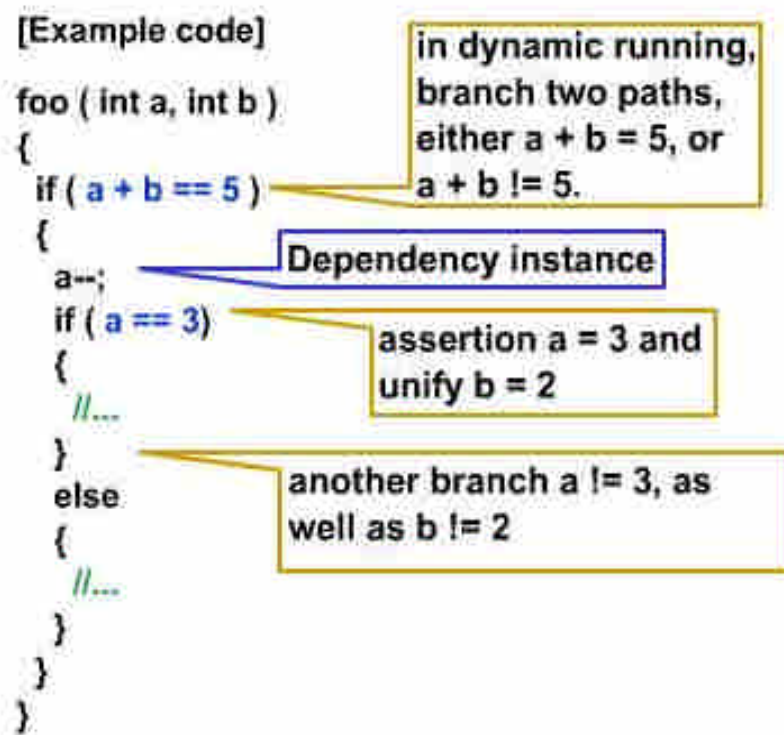 [Example code]
foo ( int a, int b )
{
if ( a + b == 5 )
{
a--;
if ( a == 3)
{
//...
}
else
{
//...
}
}
}
in dynamic running,
branch two paths,
either a + b = 5, or
a + b != 5.
Dependency instance
assertion a = 3 and
unify b = 2
another branch a != 3, as
well as b != 2